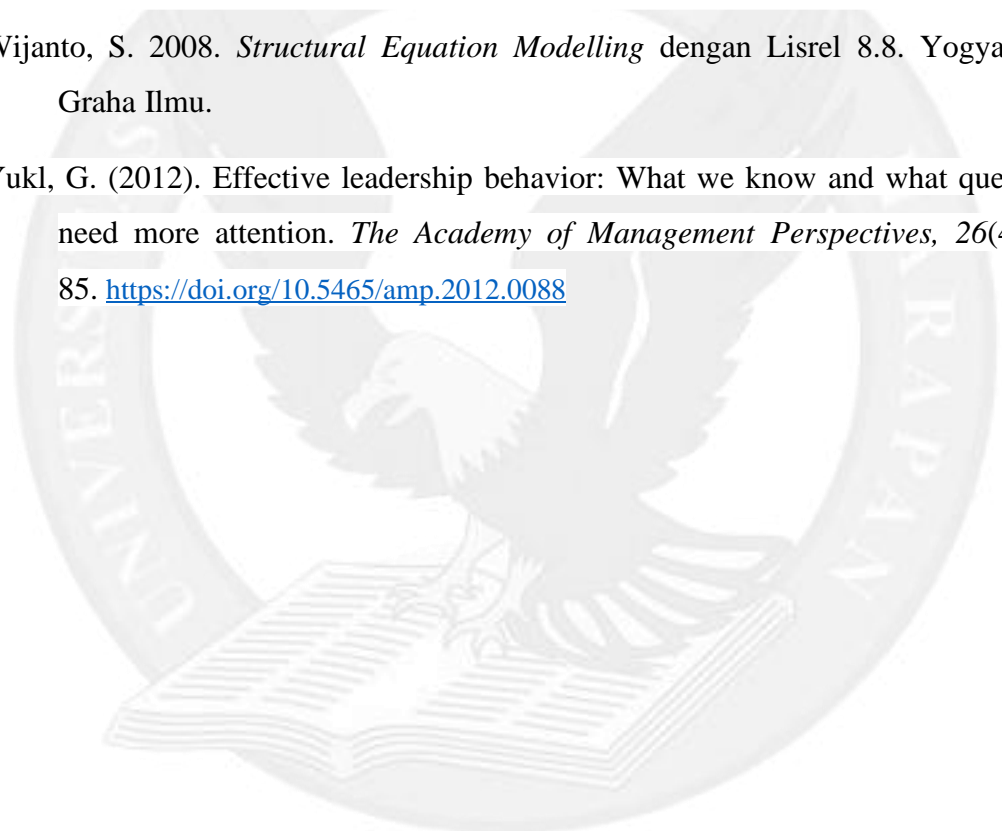 Wijanto, S. 2008. Structural Equation Modelling dengan Lisrel 8.8. Yogya
Graha Ilmu.
Yukl, G. (2012). Effective leadership behavior: What we know and what que
need more attention. The Academy of Management Perspectives, 26(4
85. https://doi.org/10.5465/amp.2012.0088
UNIVERSITAS
HARAPAN